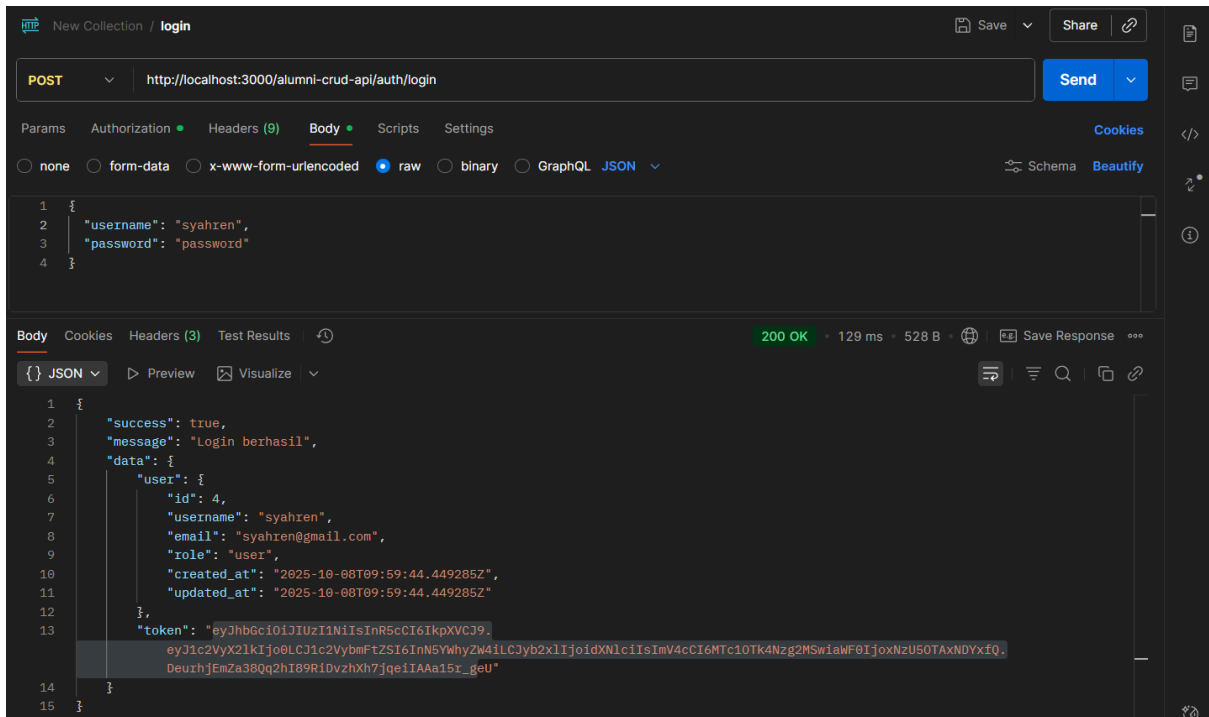 HTTP New Collection / login Save Share
POST http://localhost:3000/alumni-crud-api/auth/login Send
Params Authorization Headers (9) Body Scripts Settings Cookies
none form-data x-www-form-urlencoded raw binary GraphQL JSON Schema Beautify
1 {
2 "username": "syahren",
3 "password": "password"
4 }
Body Cookies Headers (3) Test Results 200 OK 129 ms 528 B e.g. Save Response
{} JSON Preview Visualize
1 {
2 "success": true,
3 "message": "Login berhasil",
4 "data": {
5 "user": {
6 "id": 4,
7 "username": "syahren",
8 "email": "syahren@gmail.com",
9 "role": "user",
10 "created_at": "2025-10-08T09:59:44.449285Z",
11 "updated_at": "2025-10-08T09:59:44.449285Z"
12 },
13 "token": "eyJhbGciOiJIUzI1NiIsInR5cCI6IkpXVCJ9.
eyJ1c2VyX2lkIjo0LCJ1c2VybmFtZSI6InN5YWhyZW4iLCJyb2xlIjoidXNlciIsImV4cCI6MTc1OTk4Nzg2MSwiaWF0IjoxNzU5OTAxNDYxfQ.
DeurhjEmZa38Qq2hI89RiDvzhXh7jqeiIAAa15r_geU"
14 }
15 }